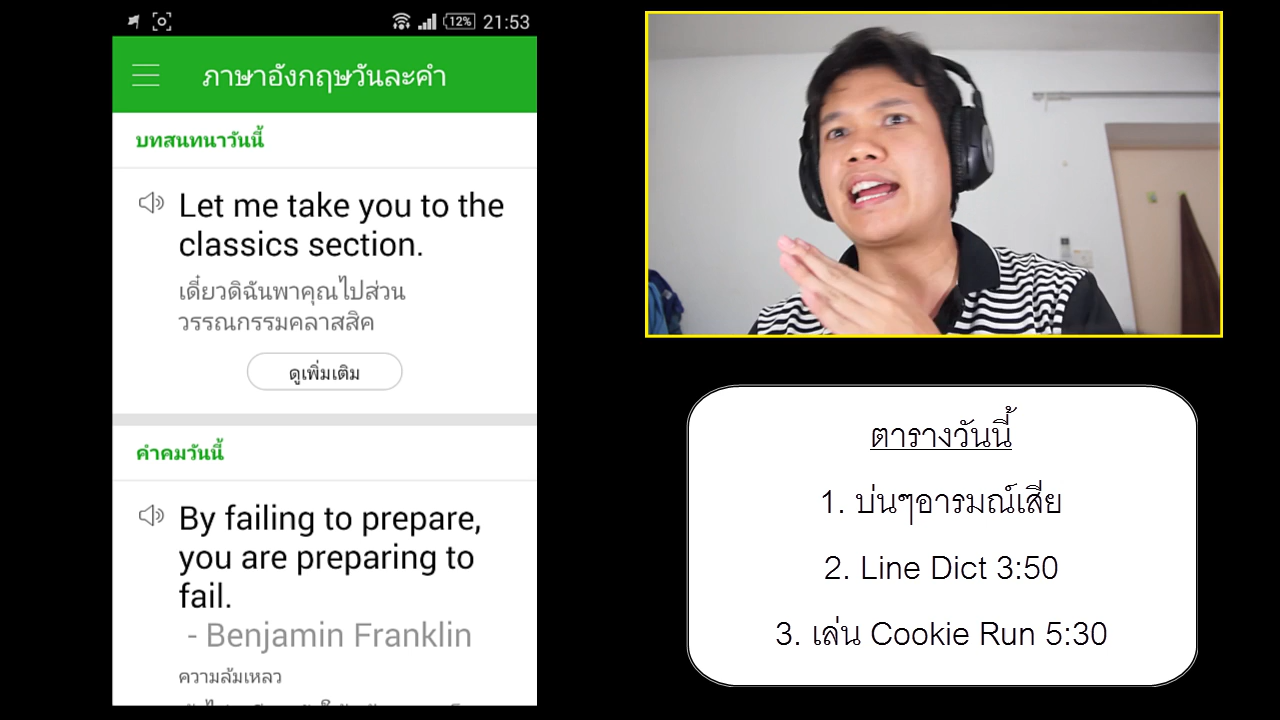 12% 21:53
ภาษาอังกฤษวันละคำ
บทสนทนาวันนี้
Let me take you to the
classics section.
เดี๋ยวดิฉันพาคุณไปส่วน
วรรณกรรมคลาสสิค
ดูเพิ่มเติม
คำคมวันนี้
By failing to prepare,
you are preparing to
fail.
- Benjamin Franklin
ความล้มเหลว
ตารางวันนี้
1. บ่นๆอารมณ์เสีย
2. Line Dict 3:50
3. เล่น Cookie Run 5:30